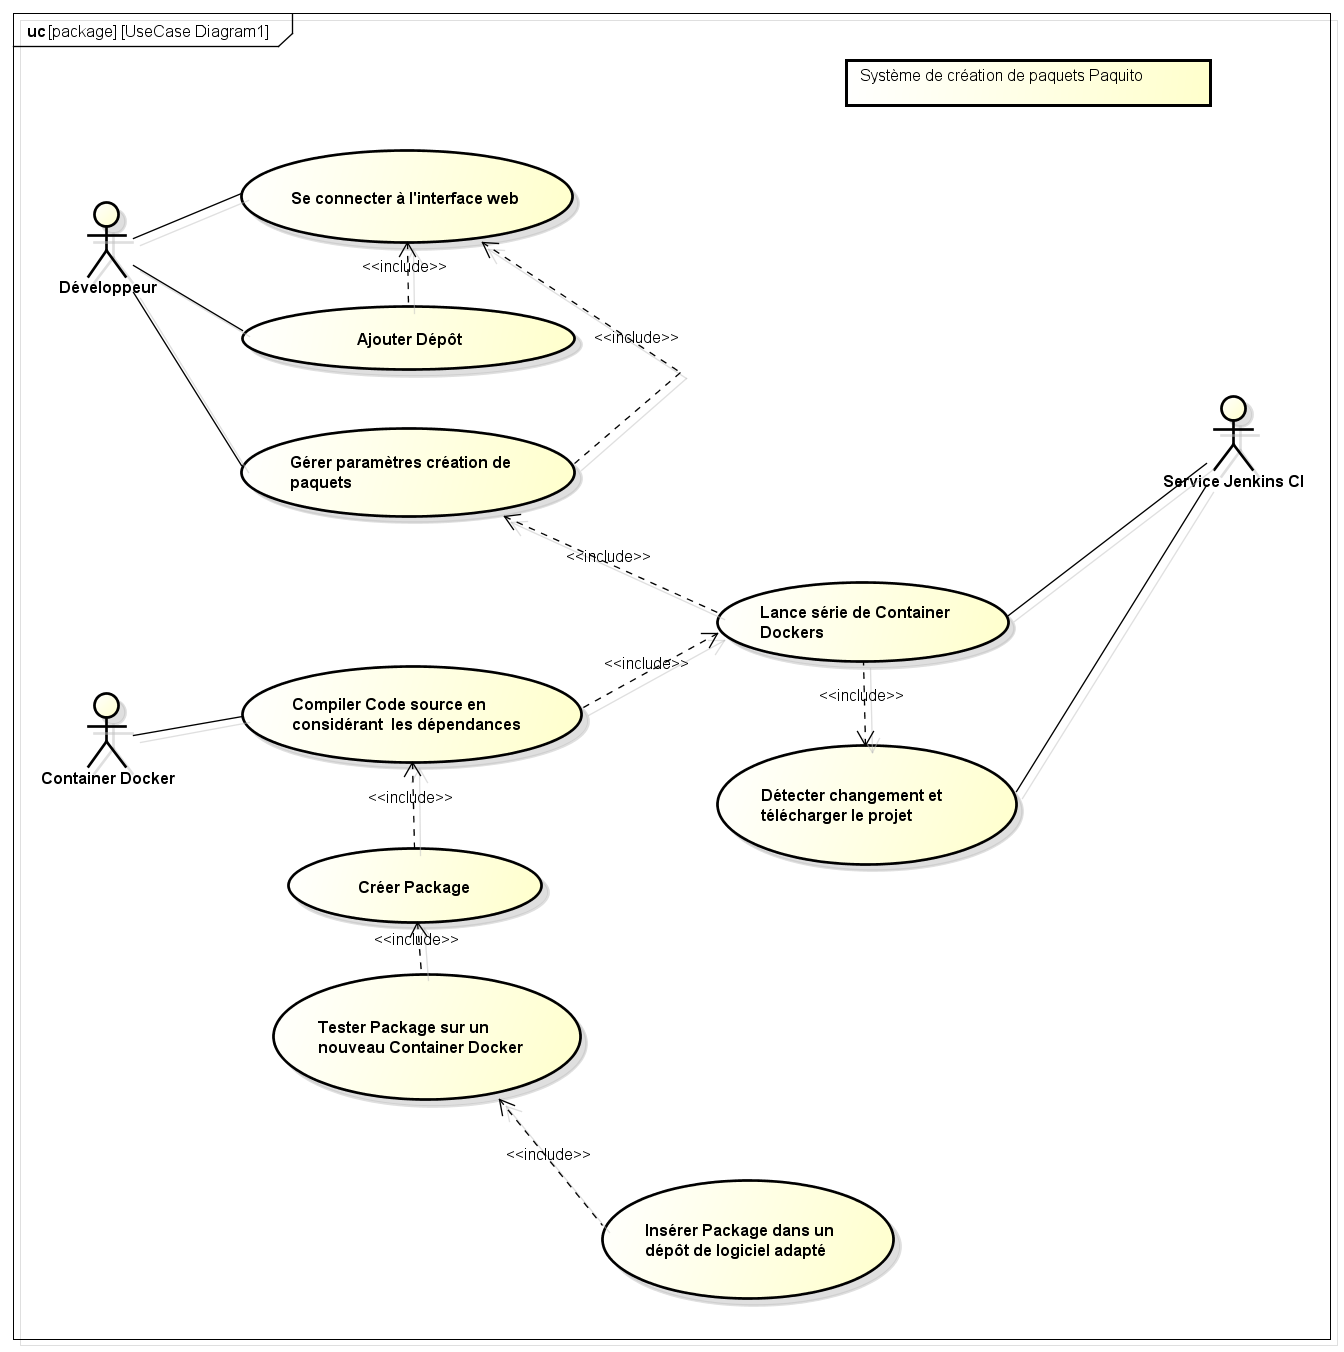 uc [package] [UseCase Diagram1]
Système de création de paquets Paquito
Se connecter à l'interface web
Développeur
<<include>>
Ajouter Dépôt
<<include>>
Gérer paramètres création de
paquets
Service Jenkins CI
<<include>>
Lance série de Container
Dockers
<<include>>
<<include>>
Compiler Code source en
considérant  les dépendances
Container Docker
<<include>>
Détecter changement et
télécharger le projet
Créer Package
<<include>>
Tester Package sur un
nouveau Container Docker
<<include>>
Insérer Package dans un
dépôt de logiciel adapté